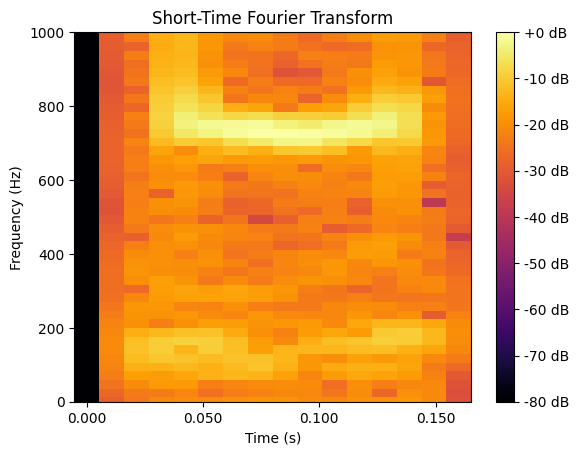 Short-Time Fourier Transform
1000
800
600
400
200
0
Frequency (Hz)
0.000
0.050
0.100
0.150
Time (s)
+0 dB
-10 dB
-20 dB
-30 dB
-40 dB
-50 dB
-60 dB
-70 dB
-80 dB